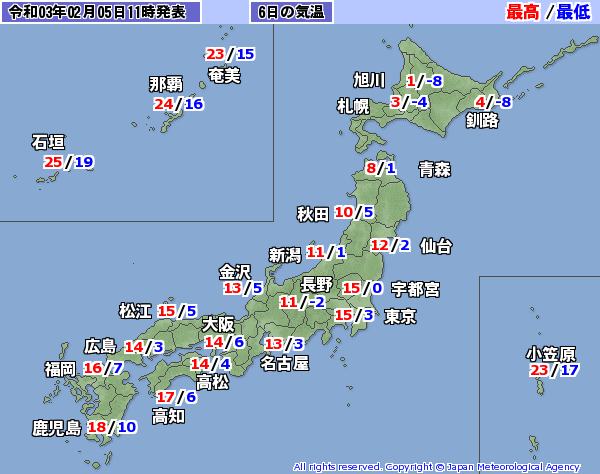 令和03年02月05日11時発表
6日の気温
最高/最低
23/15
奄美
那覇
24/16
石垣
25/19
旭川
1/-8
札幌
3/-4
4/-8
釧路
8/1
青森
秋田
10/5
12/2
仙台
新潟
11/1
金沢
13/5
長野
11/-2
15/0
宇都宮
15/3
東京
松江
15/5
大阪
14/6
広島
14/3
13/3
名古屋
福岡
16/7
14/4
高松
17/6
高知
鹿児島
18/10
小笠原
23/17
All rights reserved. Copyright © Japan Meteorological Agency